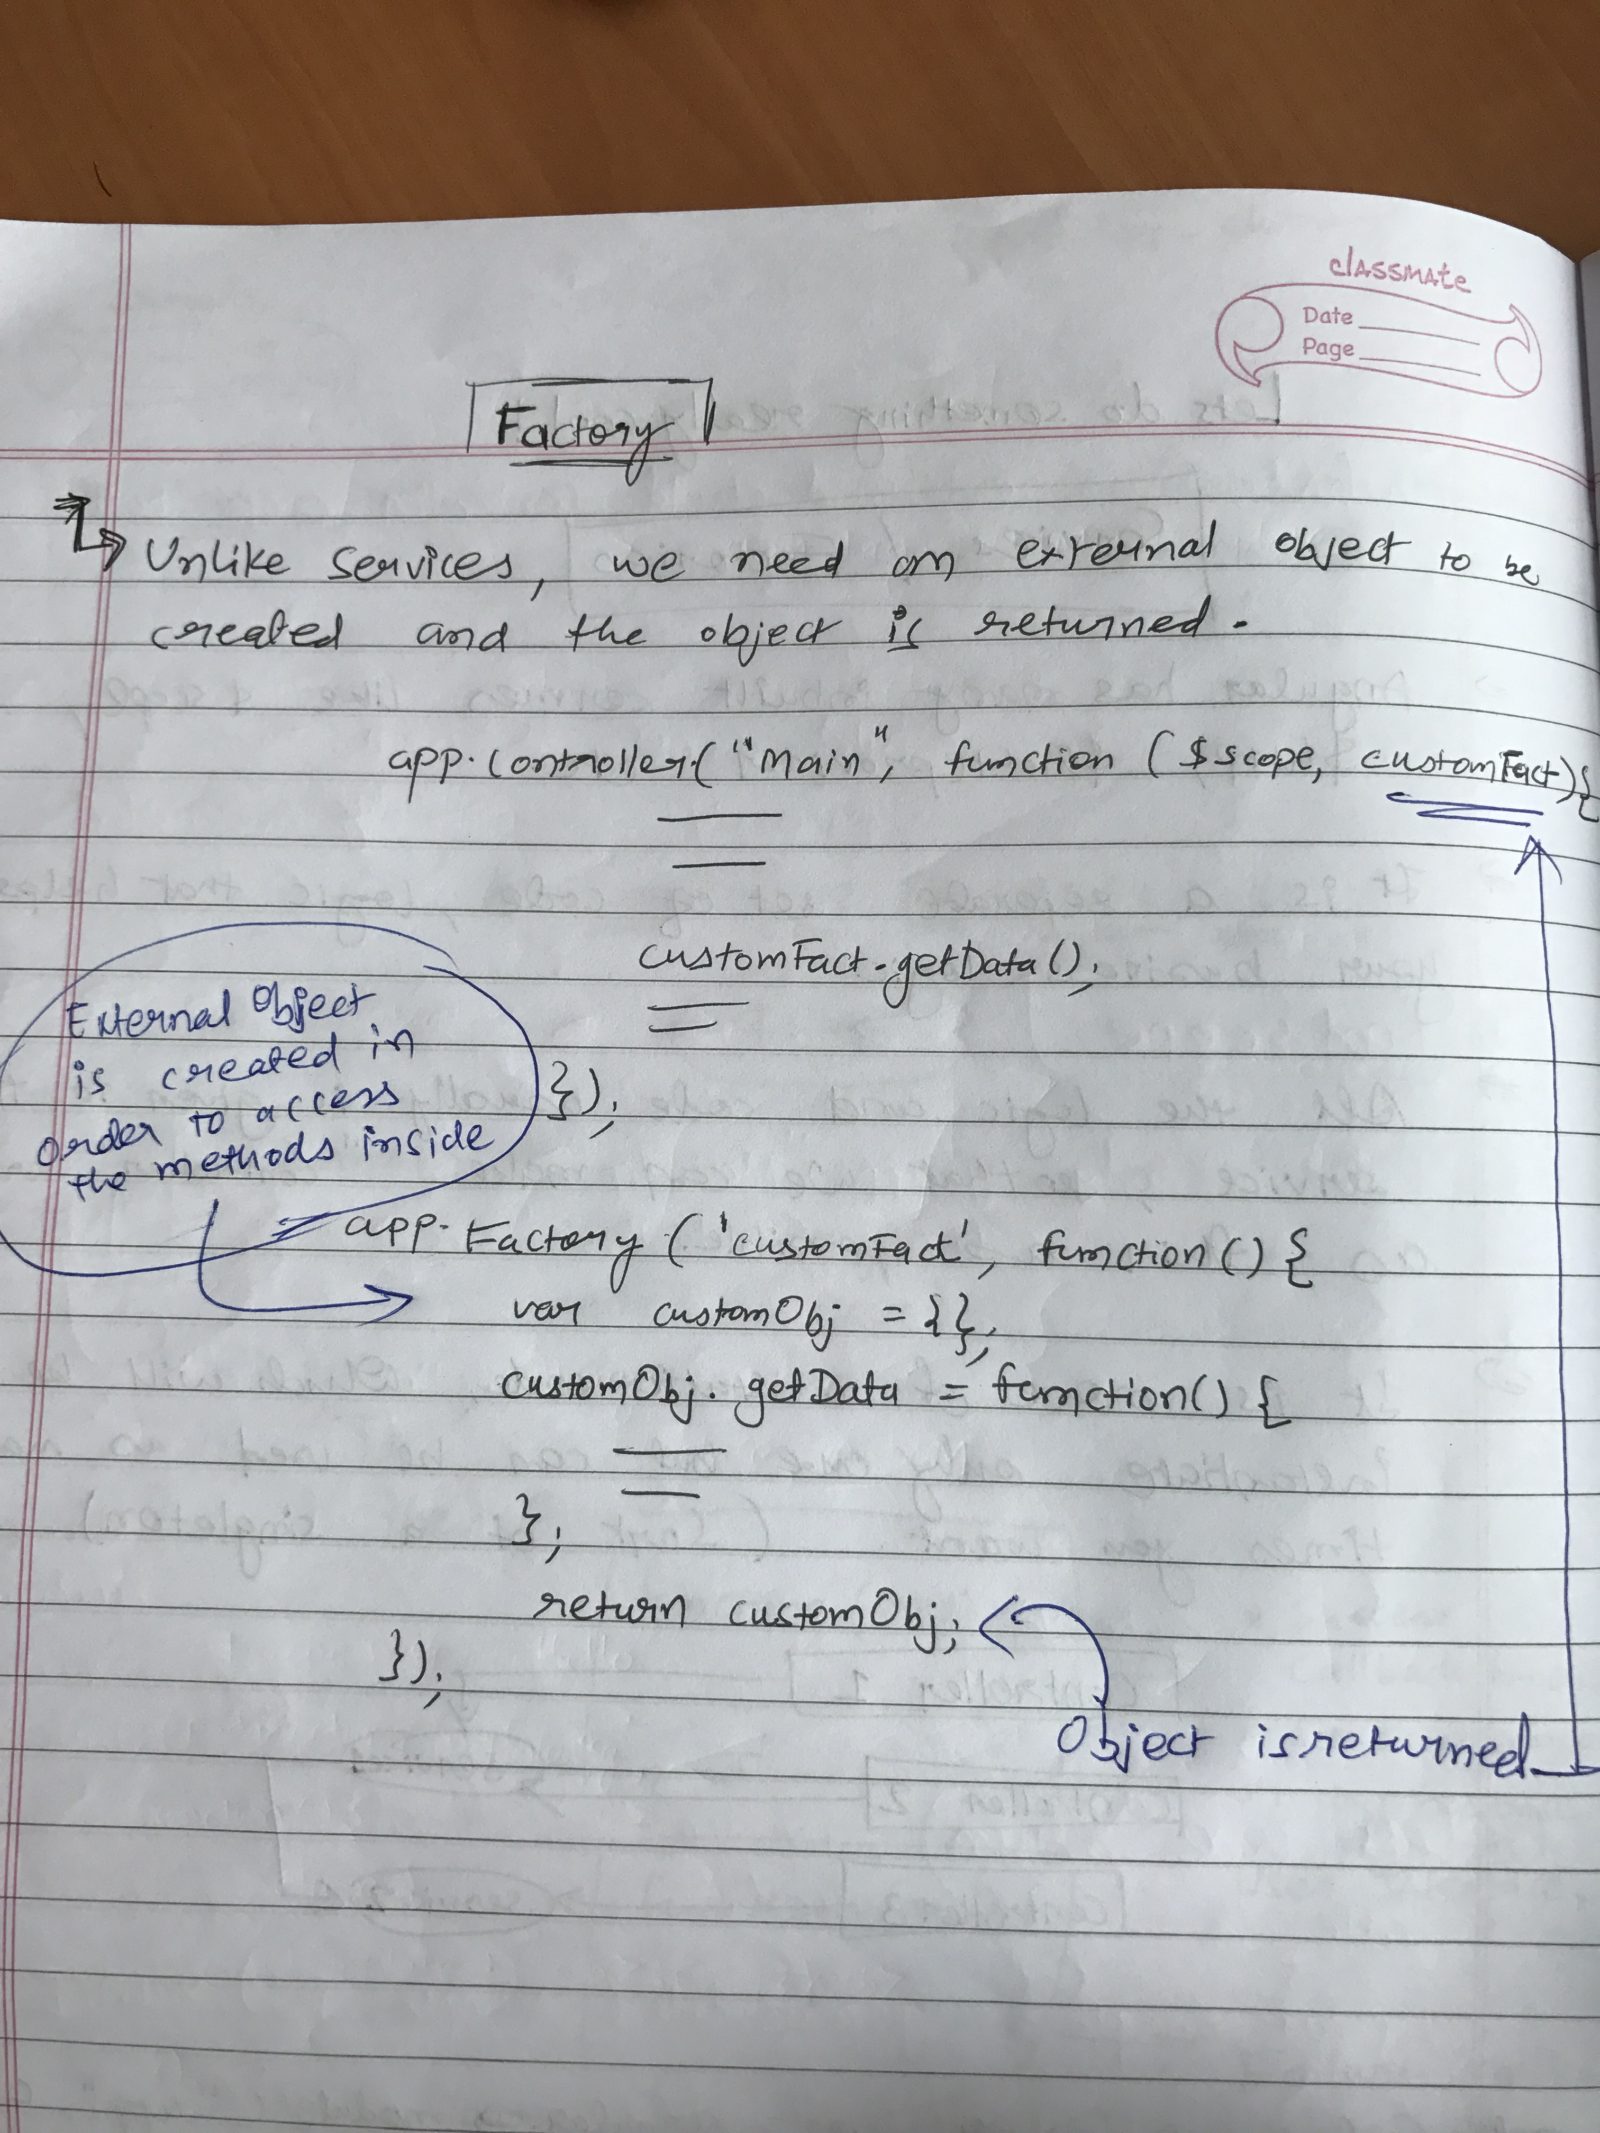 classmate
Date
Page
Factory
Unlike Services, we need an external object to be
created and the object is returned.
app.controller("Main", function ($scope, customFact){
customFact.getData();
});
External Object
is created in
order to access
the methods inside
app.Factory('customFact', function() {
var customObj = {};
customObj.getData = function() {
};
return customObj;
});
Object is returned